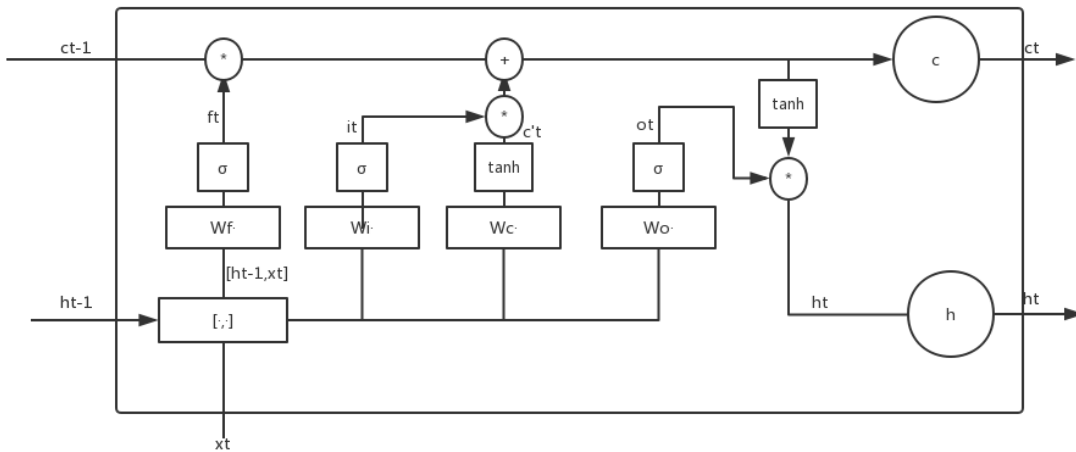 ct-1
*
+
c
ct
ft
it
*
c't
ot
tanh
σ
σ
tanh
σ
*
Wf·
Wi·
Wc·
Wo·
[ht-1,xt]
ht-1
[·,·]
ht
h
ht
xt